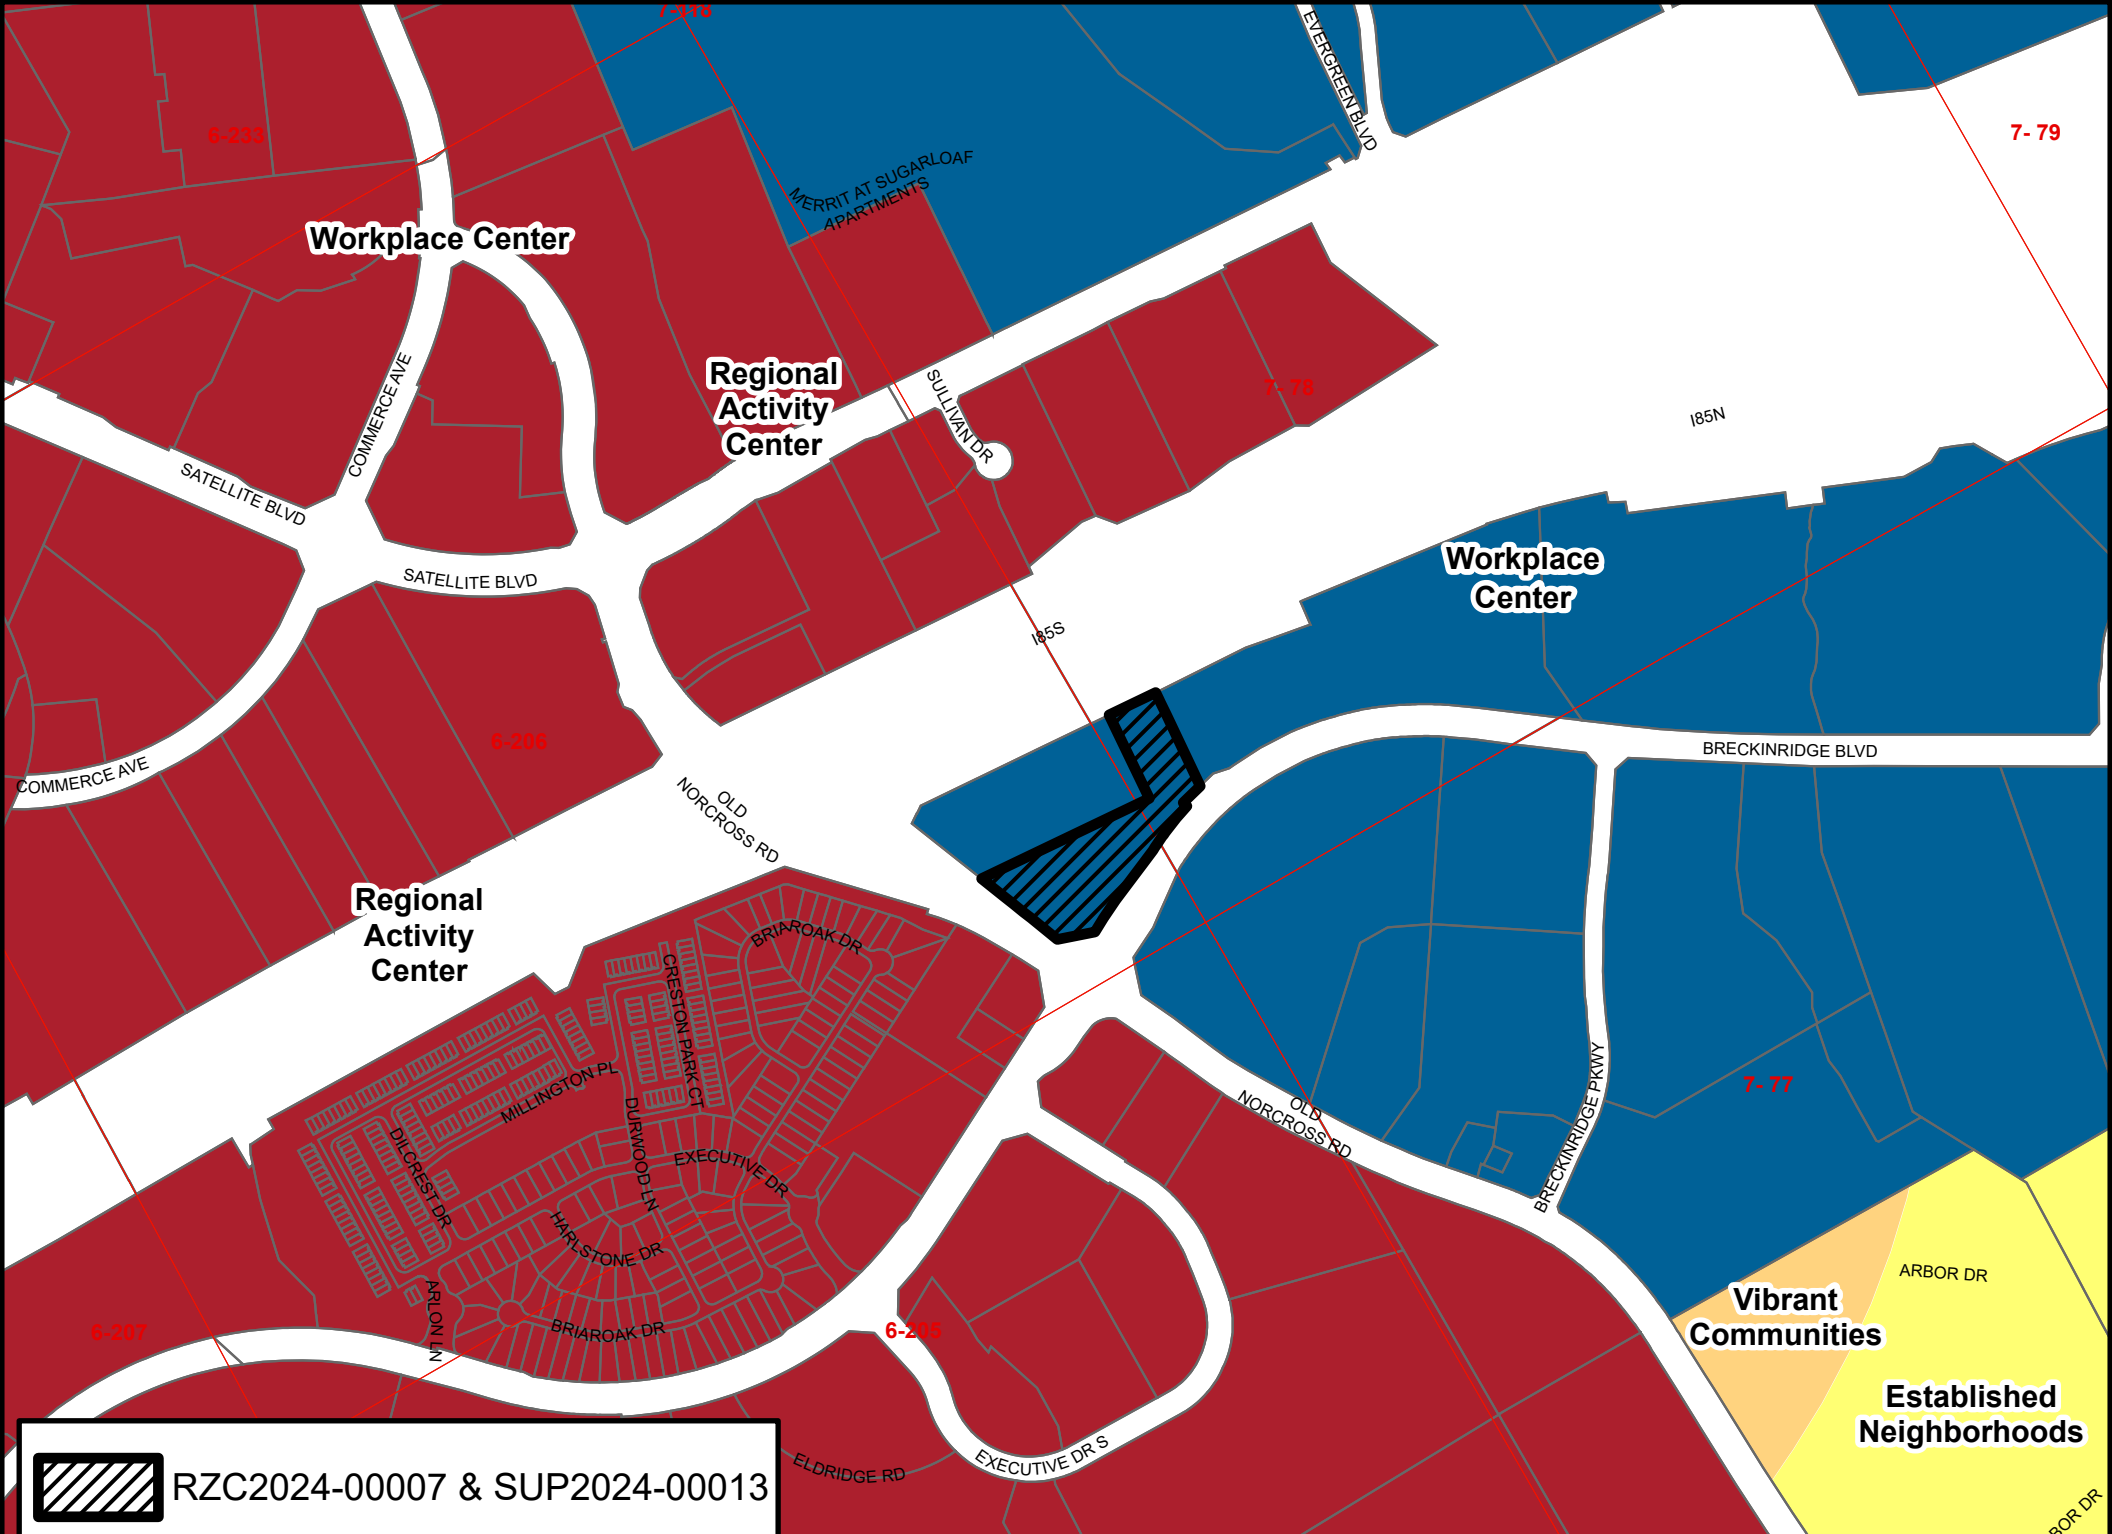 7-118
EVERGREEN BLVD
6-233
7- 79
MERRIT AT SUGARLOAF
APARTMENTS
Workplace Center
Regional
Activity
Center
SULLIVAN DR
7- 78
I85N
COMMERCE AVE
SATELLITE BLVD
SATELLITE BLVD
Workplace
Center
I85S
6-206
COMMERCE AVE
OLD
NORCROSS RD
BRECKINRIDGE BLVD
Regional
Activity
Center
BRIAROAK DR
CRESTON PARK CT
MILLINGTON PL
DURWOOD LN
DILCREST DR
EXECUTIVE DR
HARLSTONE DR
ARLON LN
BRIAROAK DR
OLD
NORCROSS RD
BRECKINRIDGE PKWY
7- 77
6-207
6-205
ARBOR DR
Vibrant
Communities
Established
Neighborhoods
ELDRIDGE RD
EXECUTIVE DR S
BOR DR
RZC2024-00007 & SUP2024-00013